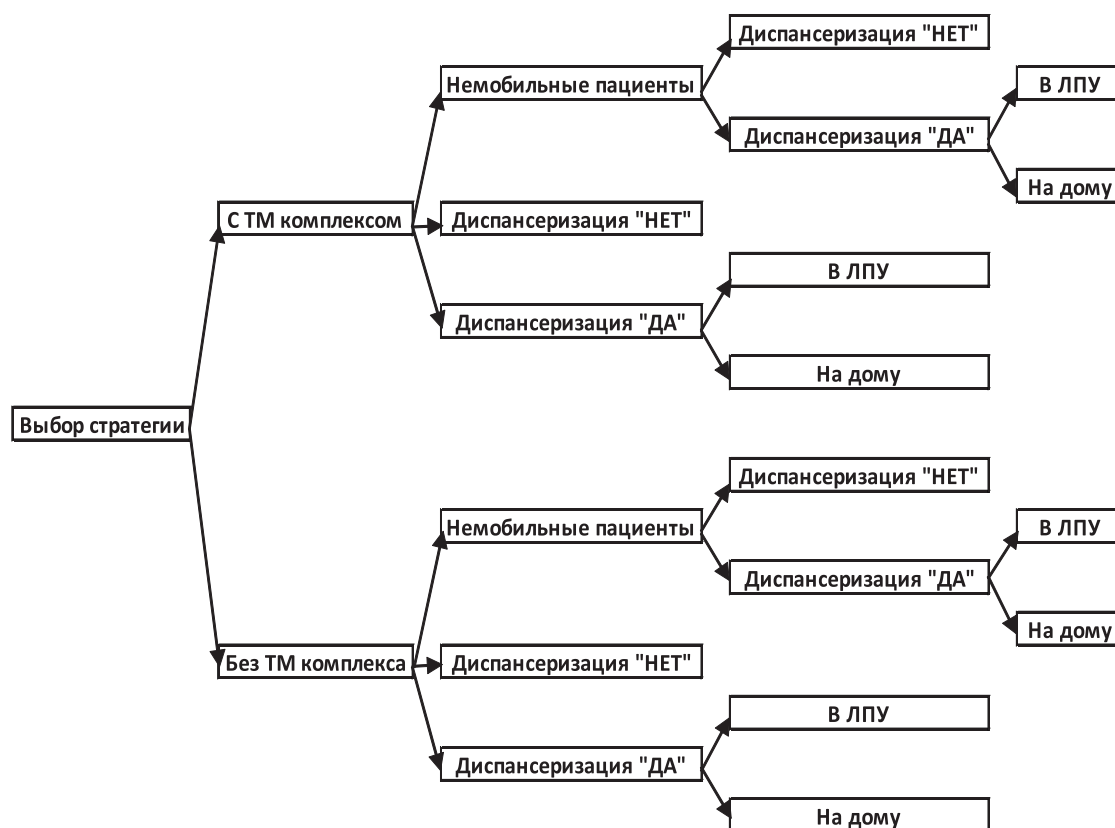 Диспансеризация "НЕТ"
Немобильные пациенты
В ЛПУ
Диспансеризация "ДА"
На дому
С ТМ комплексом
Диспансеризация "НЕТ"
В ЛПУ
Диспансеризация "ДА"
На дому
Выбор стратегии
Диспансеризация "НЕТ"
Немобильные пациенты
В ЛПУ
Диспансеризация "ДА"
На дому
Без ТМ комплекса
Диспансеризация "НЕТ"
В ЛПУ
Диспансеризация "ДА"
На дому